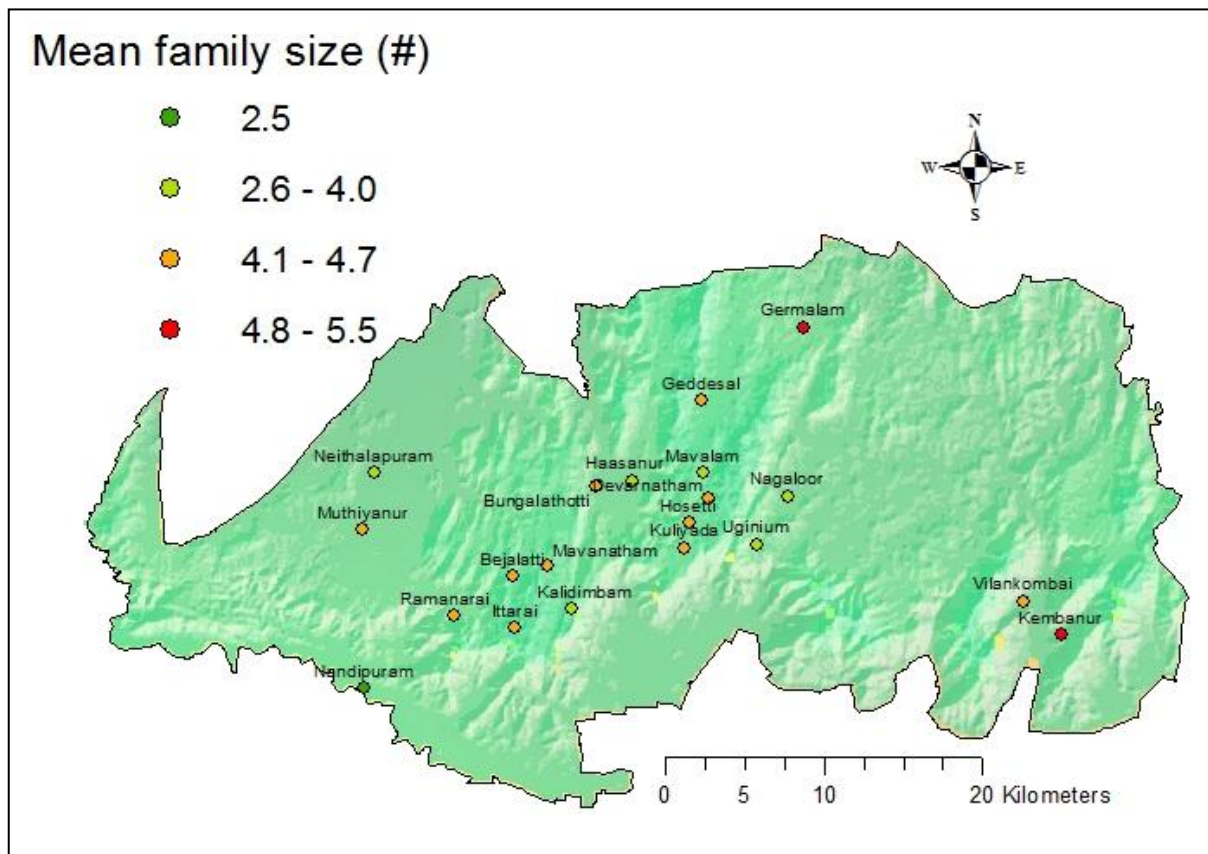 Mean family size (#)
2.5
2.6 - 4.0
4.1 - 4.7
4.8 - 5.5
N
W E
S
Germalam
Geddesal
Neithalapuram
Haasanur
Mavalam
Bungalathotti
Devarnatham
Nagaloor
Muthiyanur
Hosetti
Kuliyada
Uginium
Bejalatti
Mavanatham
Ramanarai
Ittarai
Kalidimbam
Vilankombai
Kembanur
Nandipuram
0 5 10 20 Kilometers